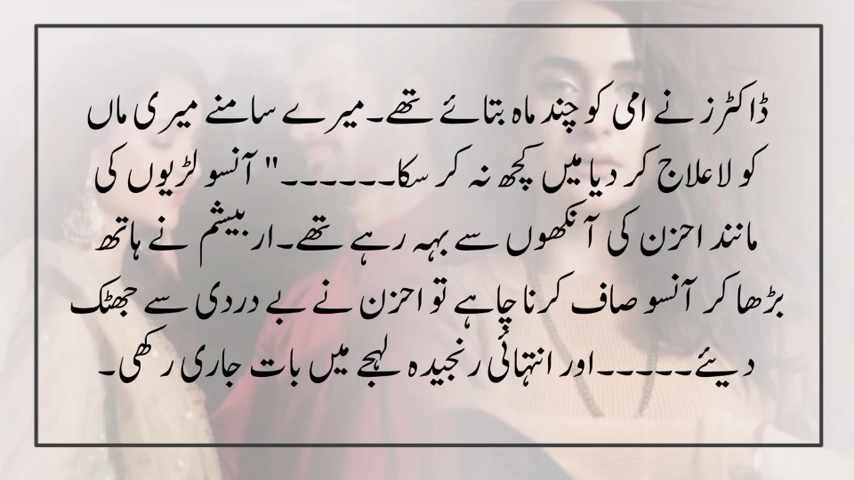 ڈاکٹرز نے امی کو چند ماہ بتائے تھے۔میرے سامنے میری ماں
کو لاعلاج کر دیا میں کچھ نہ کر سکا۔۔۔۔۔۔" آنسو لڑیوں کی
مانند احزن کی آنکھوں سے بہہ رہے تھے۔اربیشم نے ہاتھ
بڑھا کر آنسو صاف کرنا چاہے تو احزن نے بے دردی سے جھٹک
دیئے۔۔۔۔۔اور انتہائی رنجیدہ لہجے میں بات جاری رکھی۔